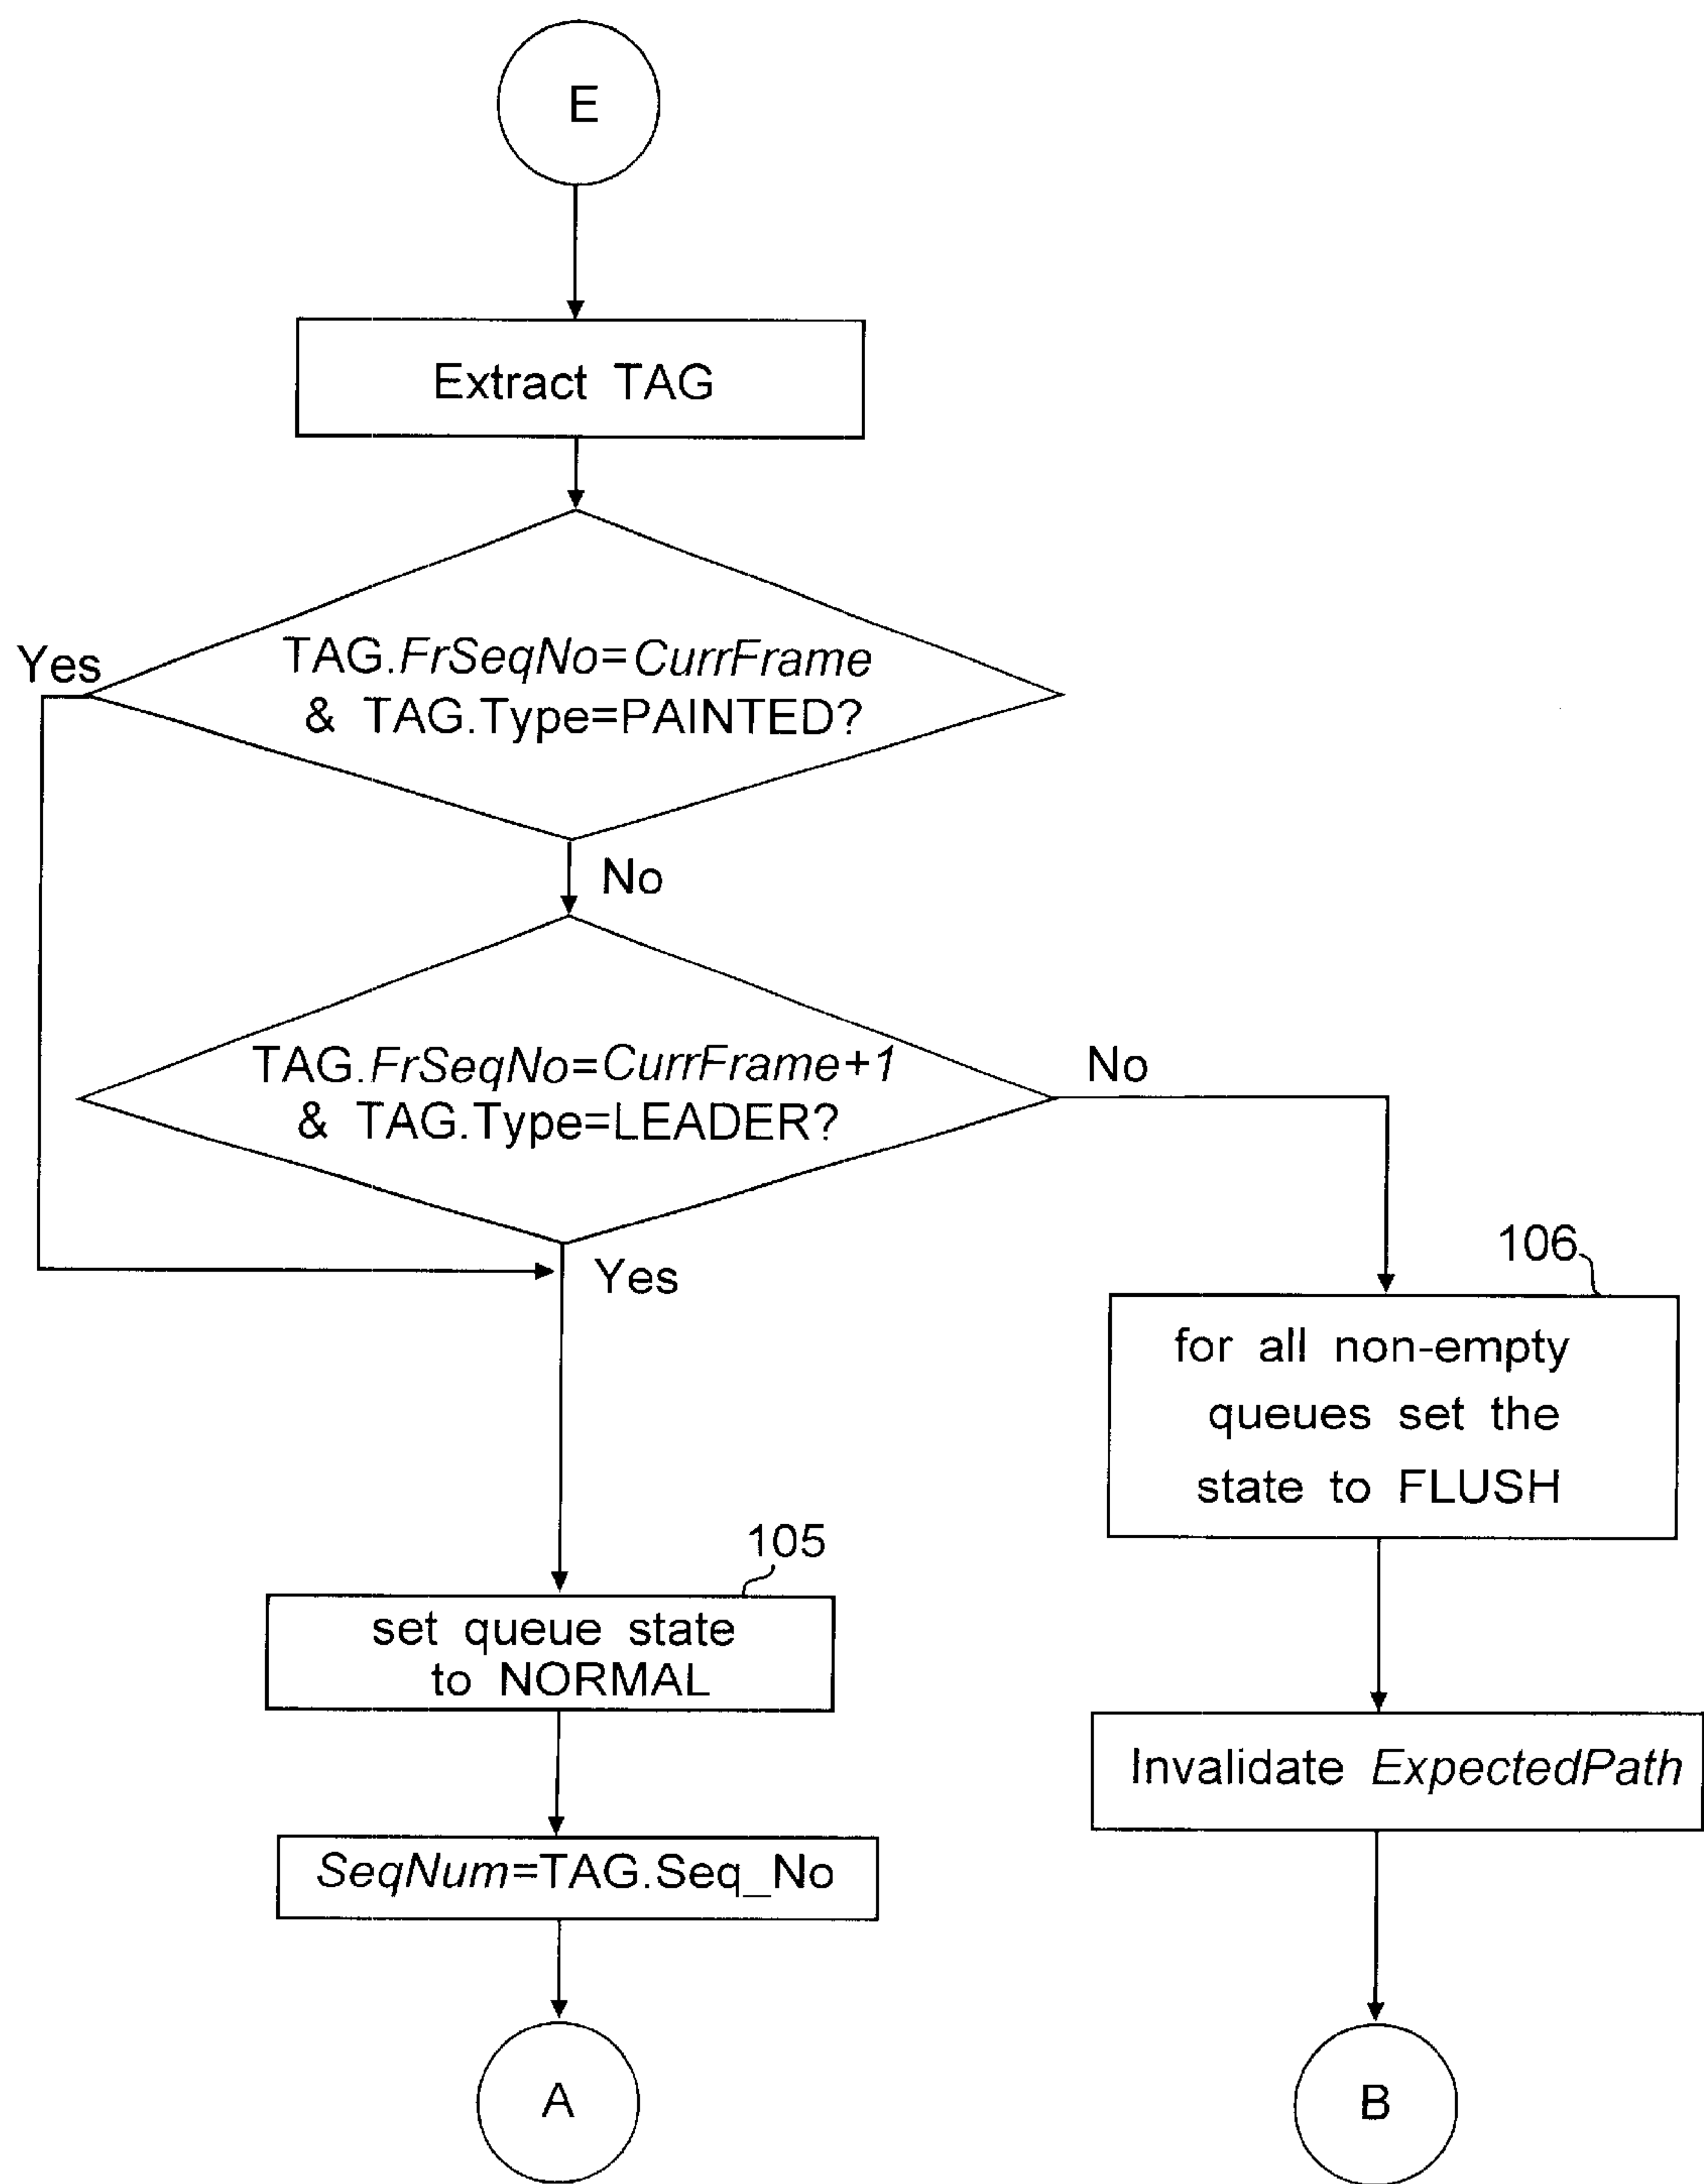 E
Extract TAG
TAG.FrSeqNo=CurrFrame
& TAG.Type=PAINTED?
Yes
No
TAG.FrSeqNo=CurrFrame+1
& TAG.Type=LEADER?
No
Yes
106
for all non-empty
queues set the
state to FLUSH
105
set queue state
to NORMAL
Invalidate ExpectedPath
SeqNum=TAG.Seq_No
A
B